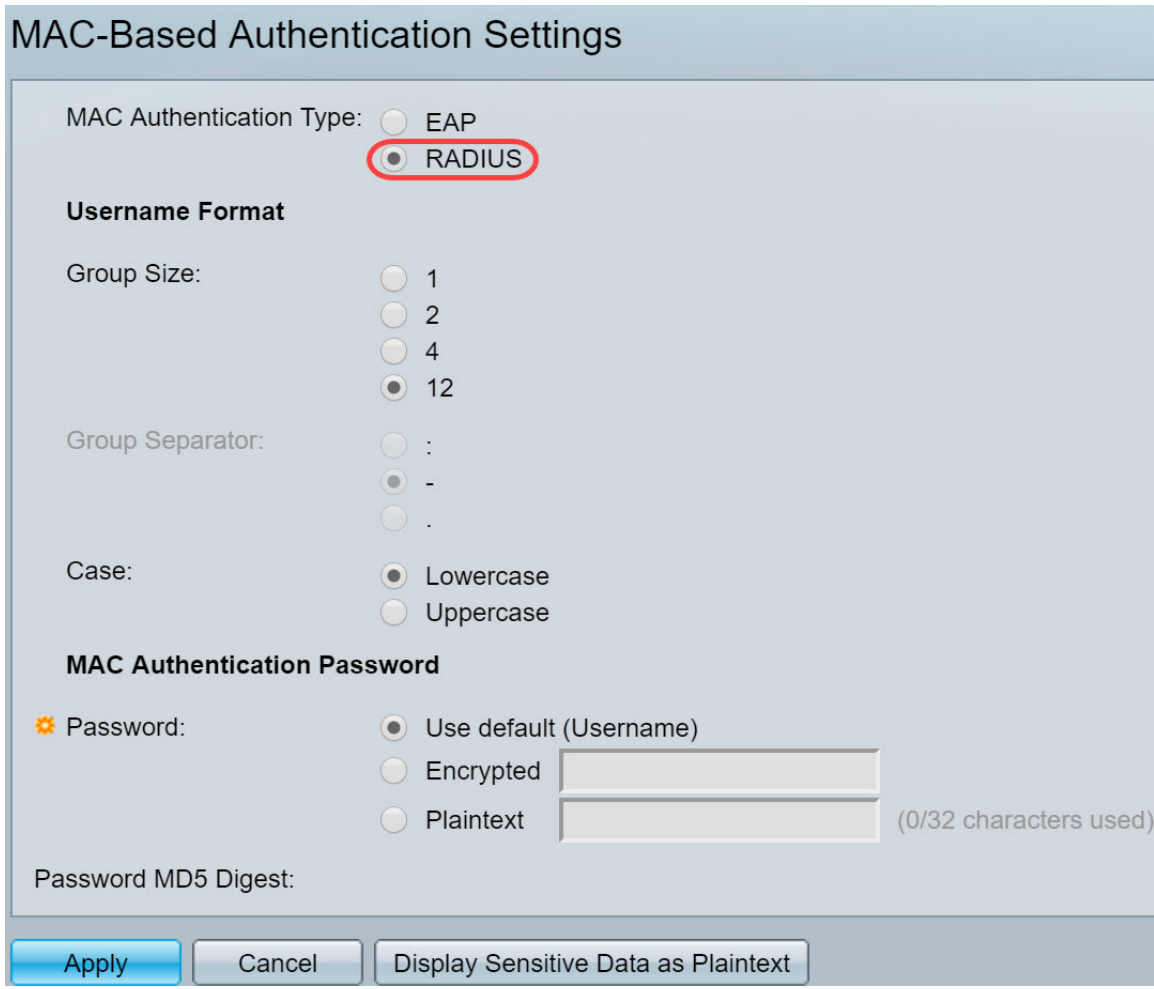 MAC-Based Authentication Settings
MAC Authentication Type: EAP
RADIUS
Username Format
Group Size: 1
2
4
12
Group Separator: :
-
.
Case: Lowercase
Uppercase
MAC Authentication Password
Password: Use default (Username)
Encrypted
Plaintext (0/32 characters used)
Password MD5 Digest:
Apply Cancel Display Sensitive Data as Plaintext